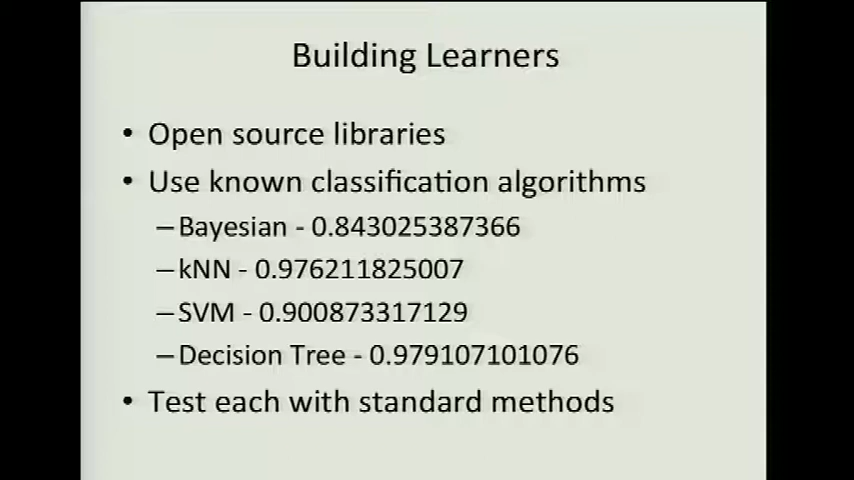 Building Learners
• Open source libraries
• Use known classification algorithms
– Bayesian - 0.843025387366
– kNN - 0.976211825007
– SVM - 0.900873317129
– Decision Tree - 0.979107101076
• Test each with standard methods